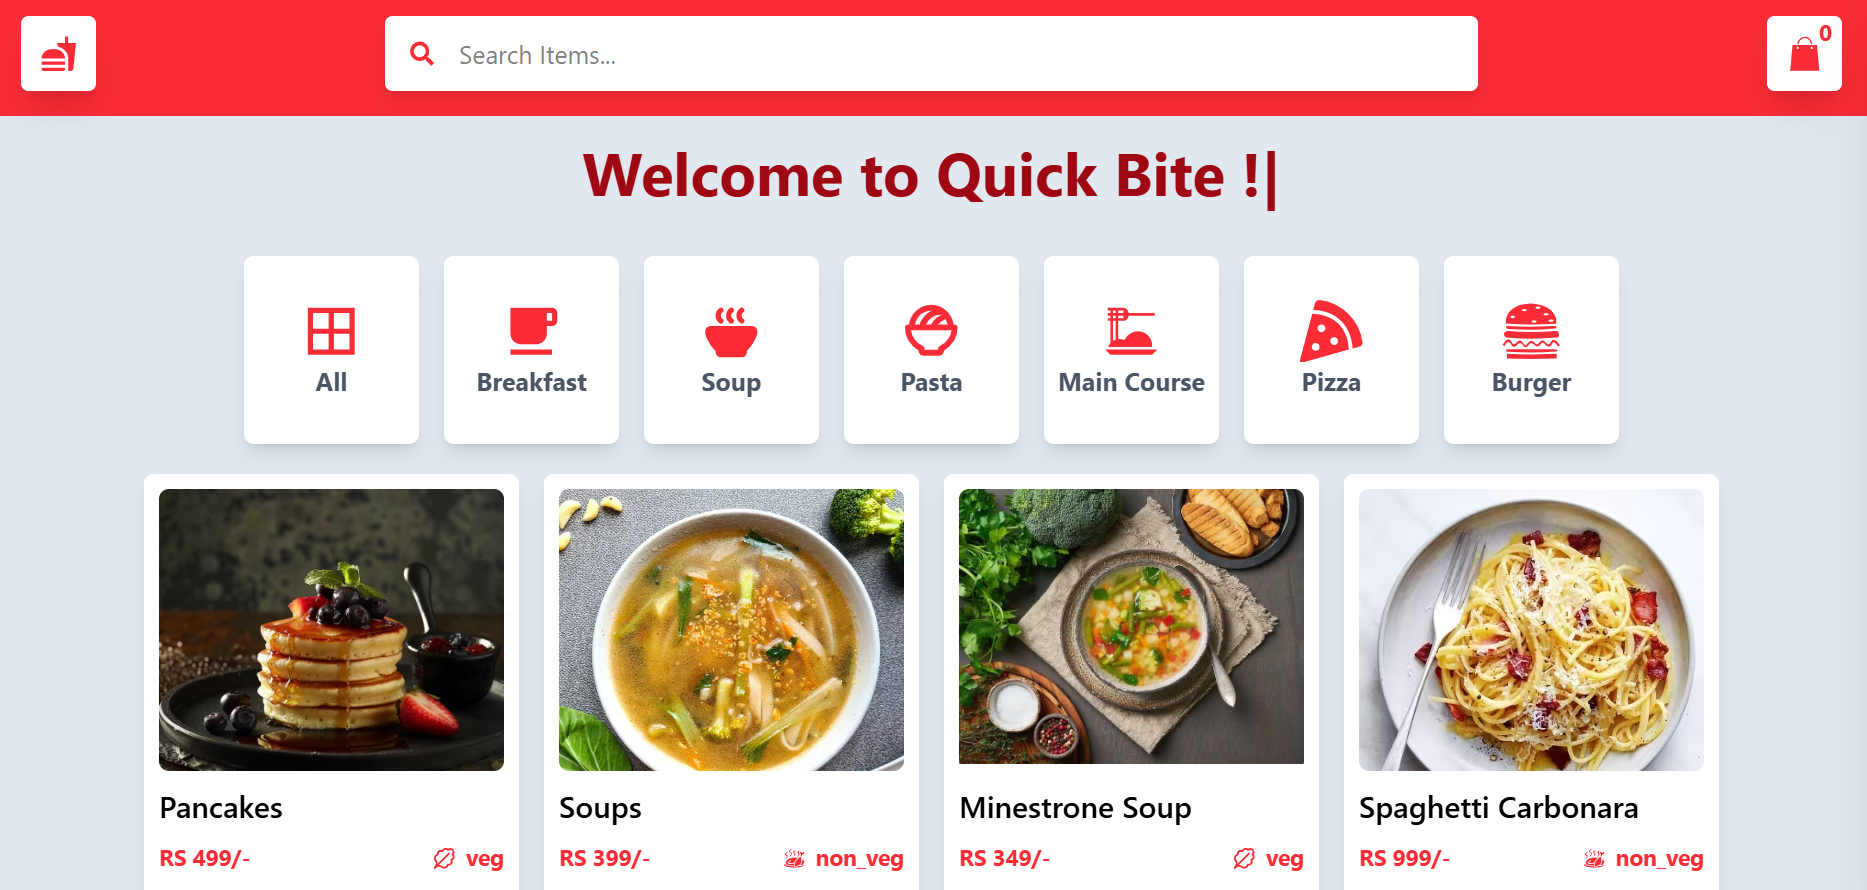 Search Items...
0
Welcome to Quick Bite !|
All
Breakfast
Soup
Pasta
Main Course
Pizza
Burger
Pancakes
RS 499/-
veg
Soups
RS 399/-
non_veg
Minestrone Soup
RS 349/-
veg
Spaghetti Carbonara
RS 999/-
non_veg